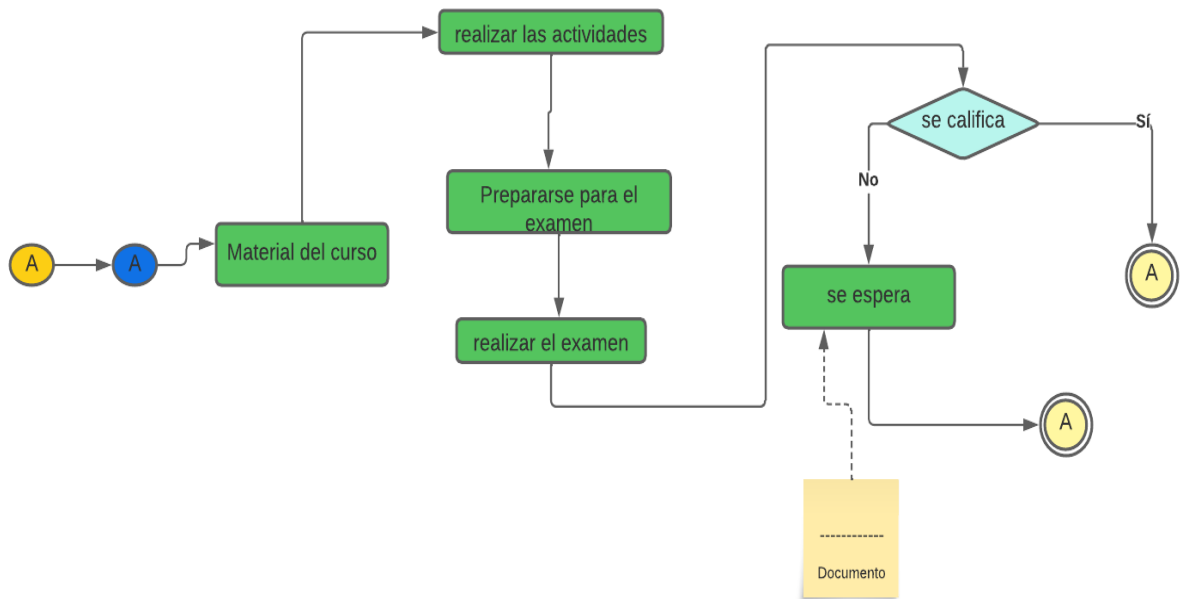 realizar las actividades
se califica
Sí
No
Prepararse para el
examen
A
A
Material del curso
A
se espera
realizar el examen
A
------------
Documento